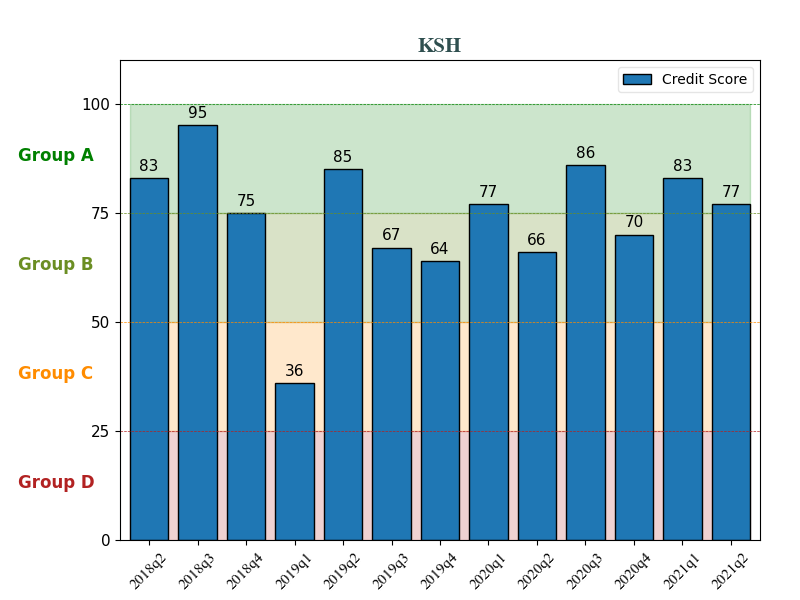 KSH
Credit Score
100
75
50
25
0
Group A
Group B
Group C
Group D
83
95
75
36
85
67
64
77
66
86
70
83
77
2018q2
2018q3
2018q4
2019q1
2019q2
2019q3
2019q4
2020q1
2020q2
2020q3
2020q4
2021q1
2021q2